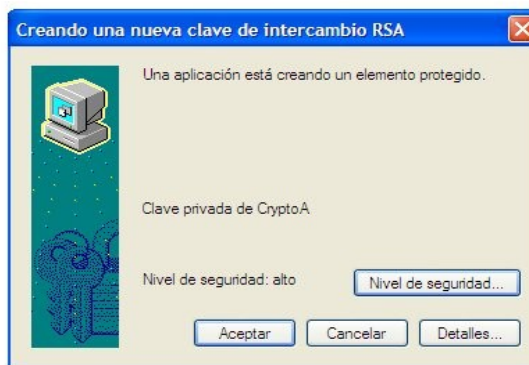 Creando una nueva clave de intercambio RSA
Una aplicación está creando un elemento protegido.
Clave privada de CryptoA
Nivel de seguridad: alto
Nivel de seguridad...
Aceptar
Cancelar
Detalles...